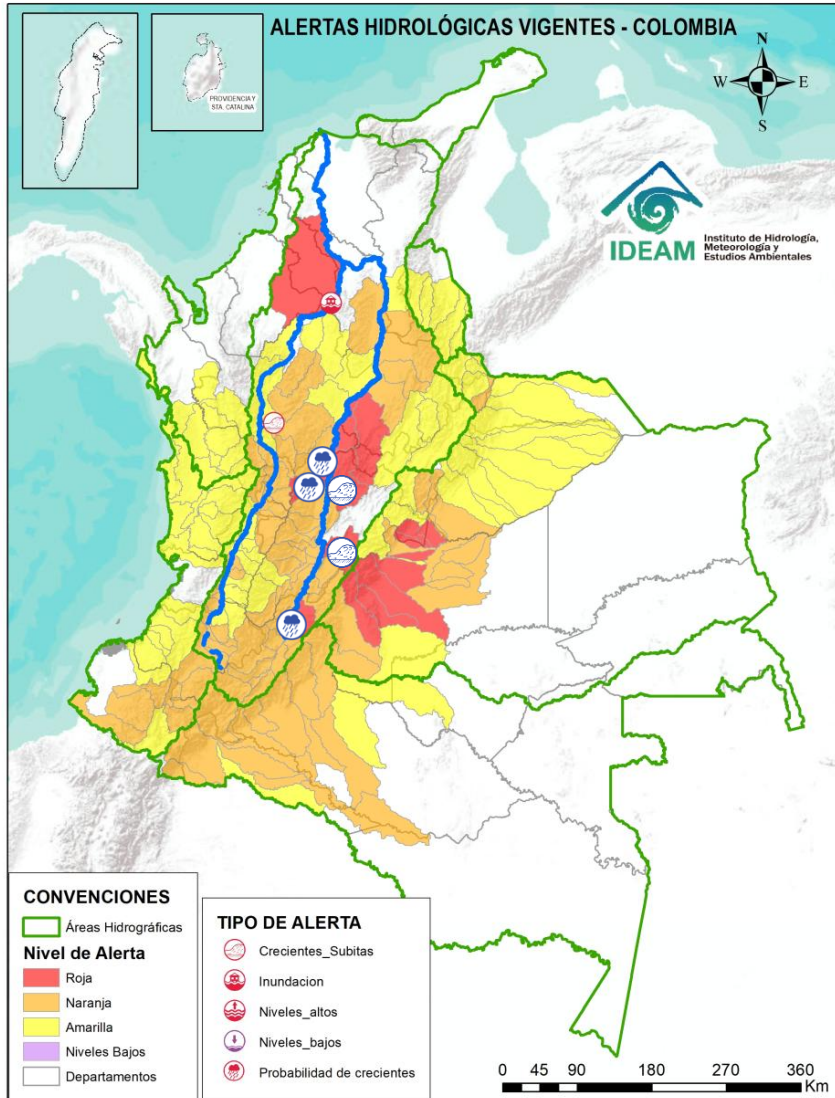 ALERTAS HIDROLÓGICAS VIGENTES - COLOMBIA
PROVIDENCIA Y
STA. CATALINA
N
W
E
S
IDEAM
Instituto de Hidrología,
Meteorología y
Estudios Ambientales
CONVENCIONES
Áreas Hidrográficas
Nivel de Alerta
Roja
Naranja
Amarilla
Niveles Bajos
Departamentos
TIPO DE ALERTA
Crecientes_Subitas
Inundacion
Niveles_altos
Niveles_bajos
Probabilidad de crecientes
0 45 90 180 270 360
Km